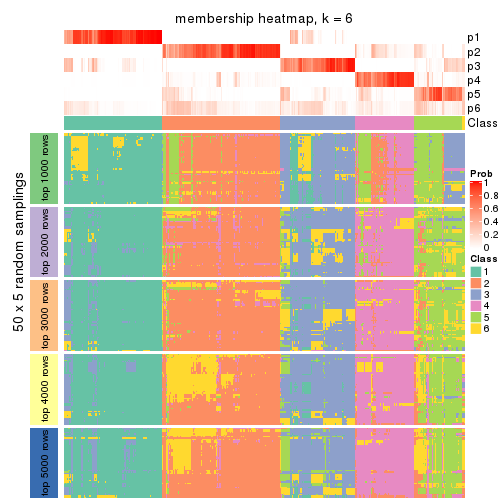 membership heatmap, k = 6
p1
p2
p3
p4
p5
p6
Class
50 x 5 random samplings
top 1000 rows
top 2000 rows
top 3000 rows
top 4000 rows
top 5000 rows
Prob
1
0.8
0.6
0.4
0.2
0
Class
1
2
3
4
5
6